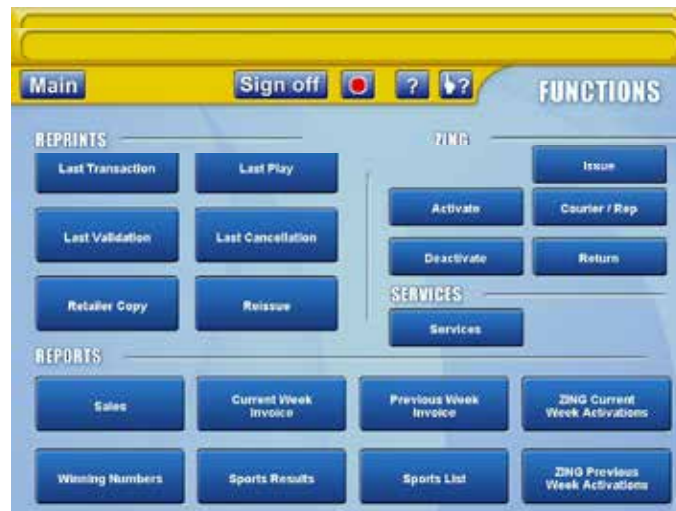 Main
Sign off
?
?
FUNCTIONS
REPRINTS
ZING
Last Transaction
Last Play
Issue
Activate
Courier / Rep
Last Validation
Last Cancellation
Deactivate
Return
Retailer Copy
Reissue
SERVICES
Services
REPORTS
Sales
Current Week
Invoice
Previous Week
Invoice
ZING Current
Week Activations
Winning Numbers
Sports Results
Sports List
ZING Previous
Week Activations